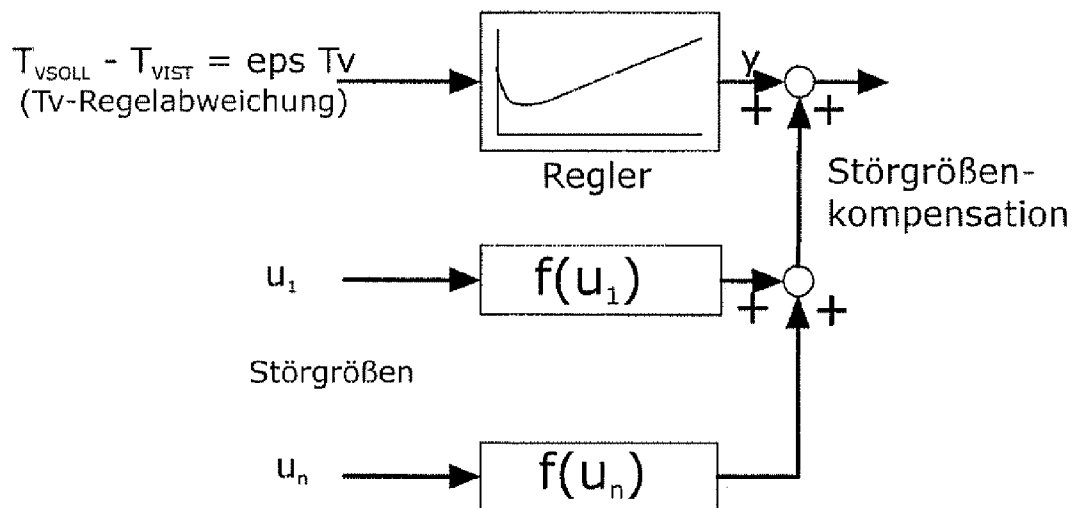 T_VSOLL - T_VIST = eps Tv
(Tv-Regelabweichung)
y
+
+
Regler
Störgrößen-
kompensation
u₁
f(u₁)
+
+
Störgrößen
uₙ
f(uₙ)